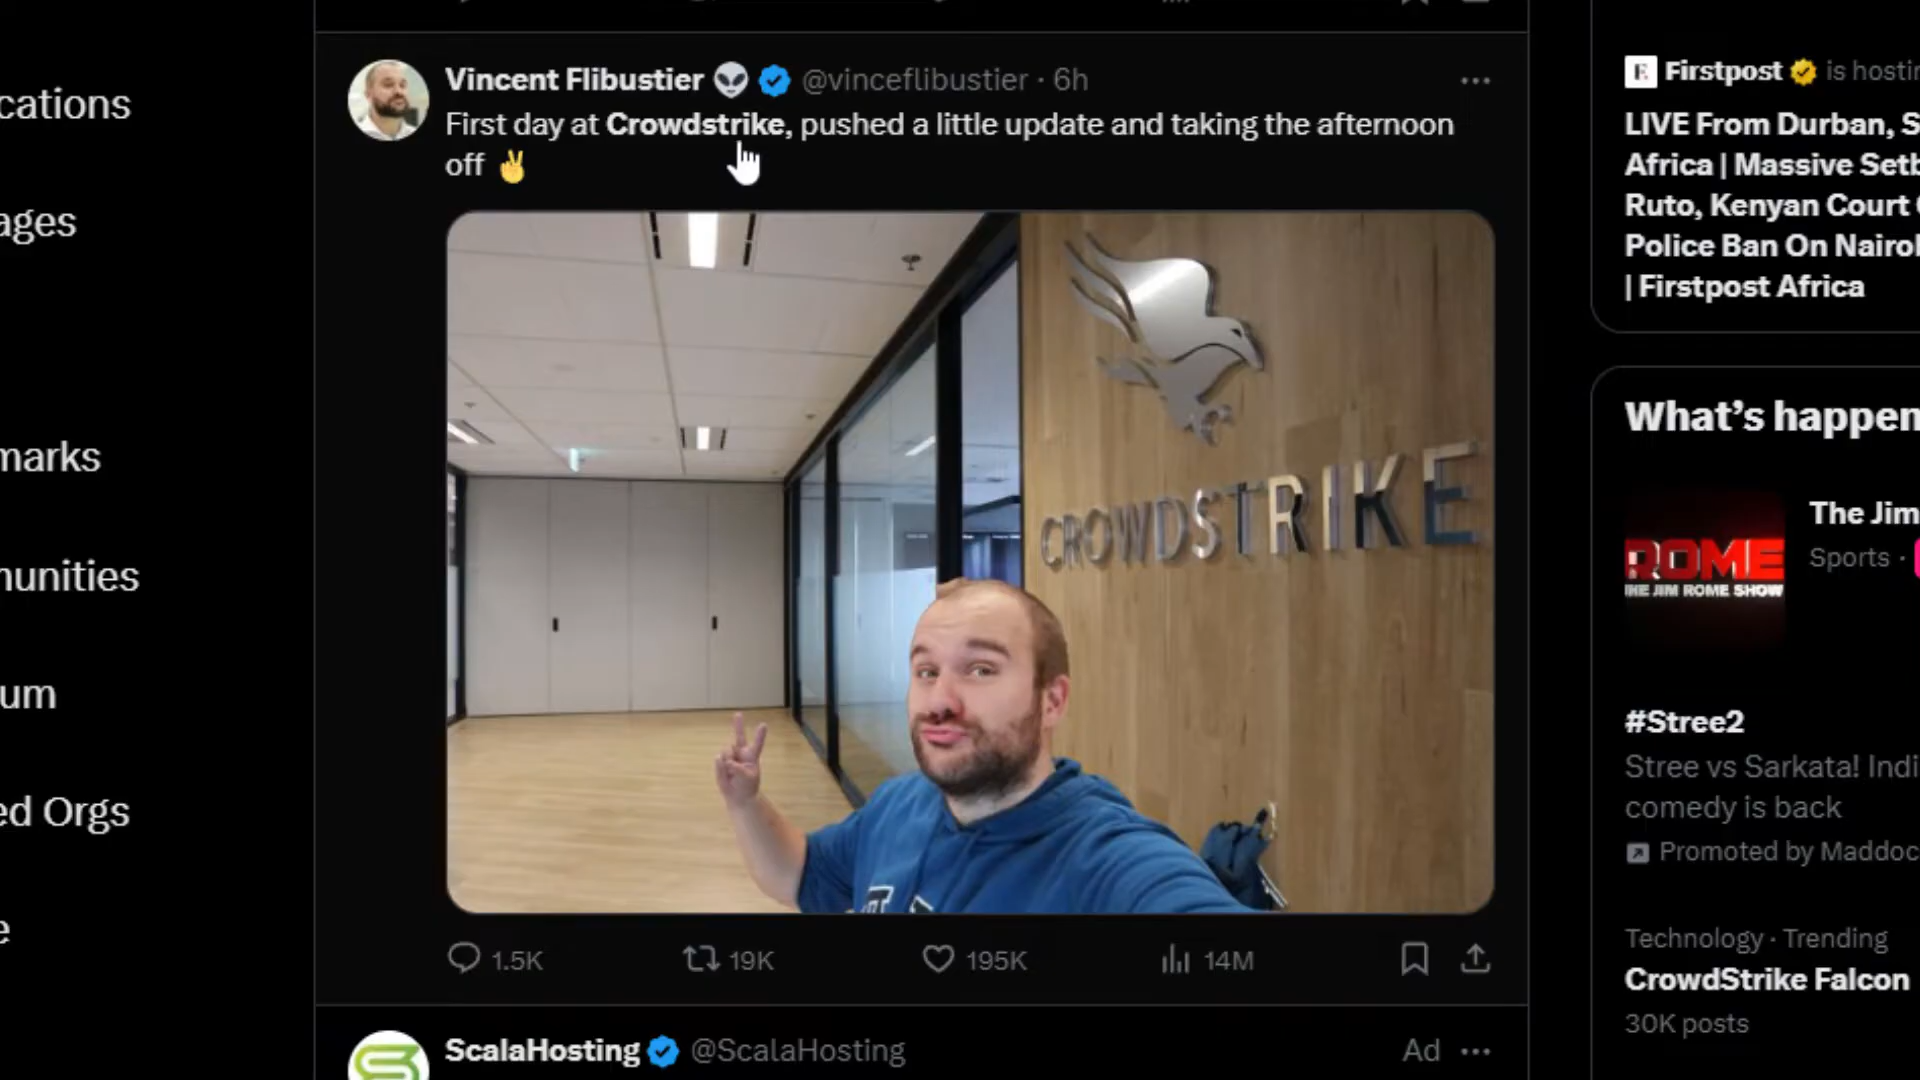 cations
ages
marks
nunities
um
ed Orgs
e
Vincent Flibustier 👽 @vinceflibustier · 6h
First day at Crowdstrike, pushed a little update and taking the afternoon
off ✌
CROWDSTRIKE
1.5K 19K 195K 14M
ScalaHosting @ScalaHosting Ad
Firstpost is hostin
LIVE From Durban, S
Africa | Massive Setb
Ruto, Kenyan Court
Police Ban On Nairol
| Firstpost Africa
What's happen
ROME
THE JIM ROME SHOW
The Jim
Sports ·
#Stree2
Stree vs Sarkata! Indi
comedy is back
Promoted by Maddoc
Technology · Trending
CrowdStrike Falcon
30K posts